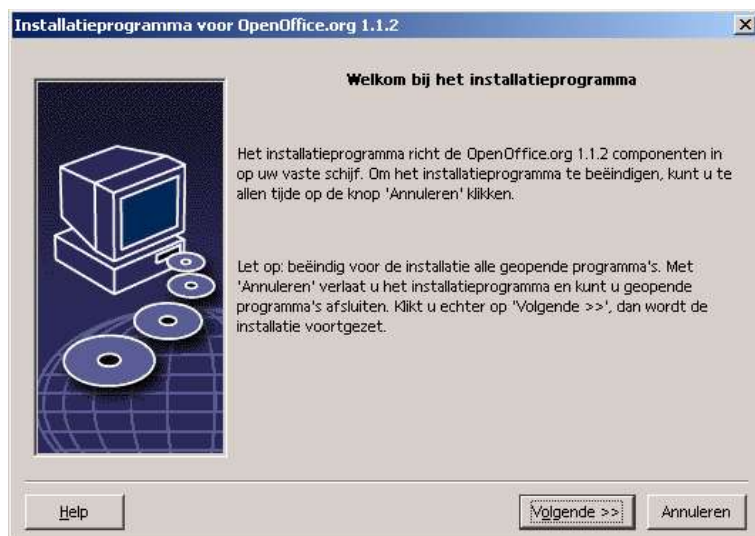 Installatieprogramma voor OpenOffice.org 1.1.2
Welkom bij het installatieprogramma
Het installatieprogramma richt de OpenOffice.org 1.1.2 componenten in
op uw vaste schijf. Om het installatieprogramma te beëindigen, kunt u te
allen tijde op de knop 'Annuleren' klikken.
Let op: beëindig voor de installatie alle geopende programma's. Met
'Annuleren' verlaat u het installatieprogramma en kunt u geopende
programma's afsluiten. Klikt u echter op 'Volgende >>', dan wordt de
installatie voortgezet.
Help
Volgende >>
Annuleren